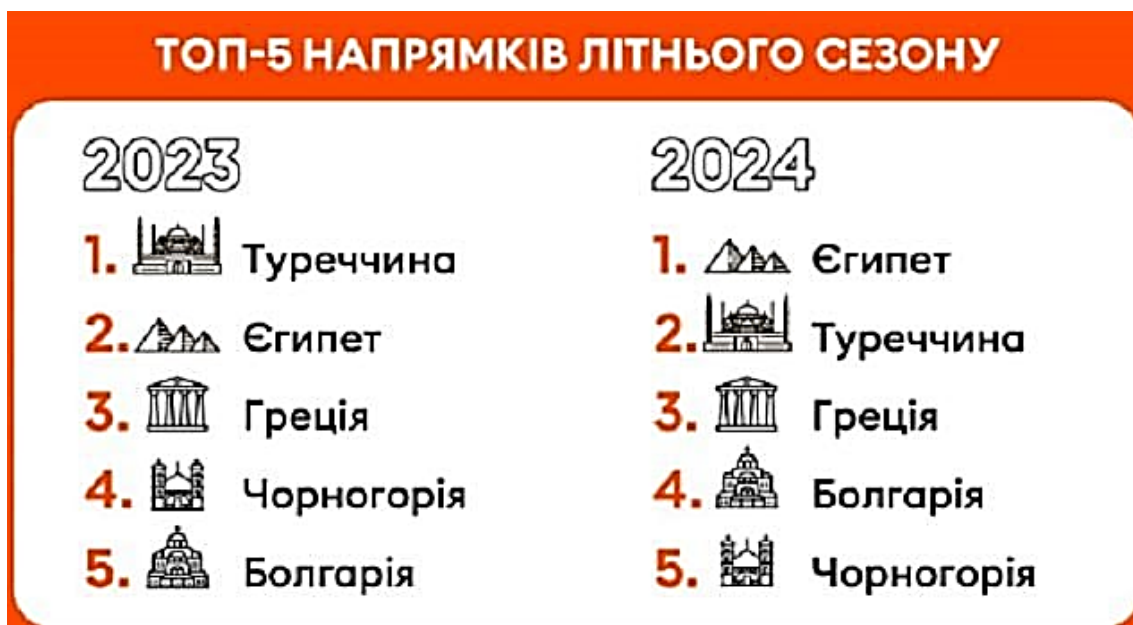 ТОП-5 НАПРЯМКІВ ЛІТНЬОГО СЕЗОНУ
2023
1. Туреччина
2. Єгипет
3. Греція
4. Чорногорія
5. Болгарія
2024
1. Єгипет
2. Туреччина
3. Греція
4. Болгарія
5. Чорногорія